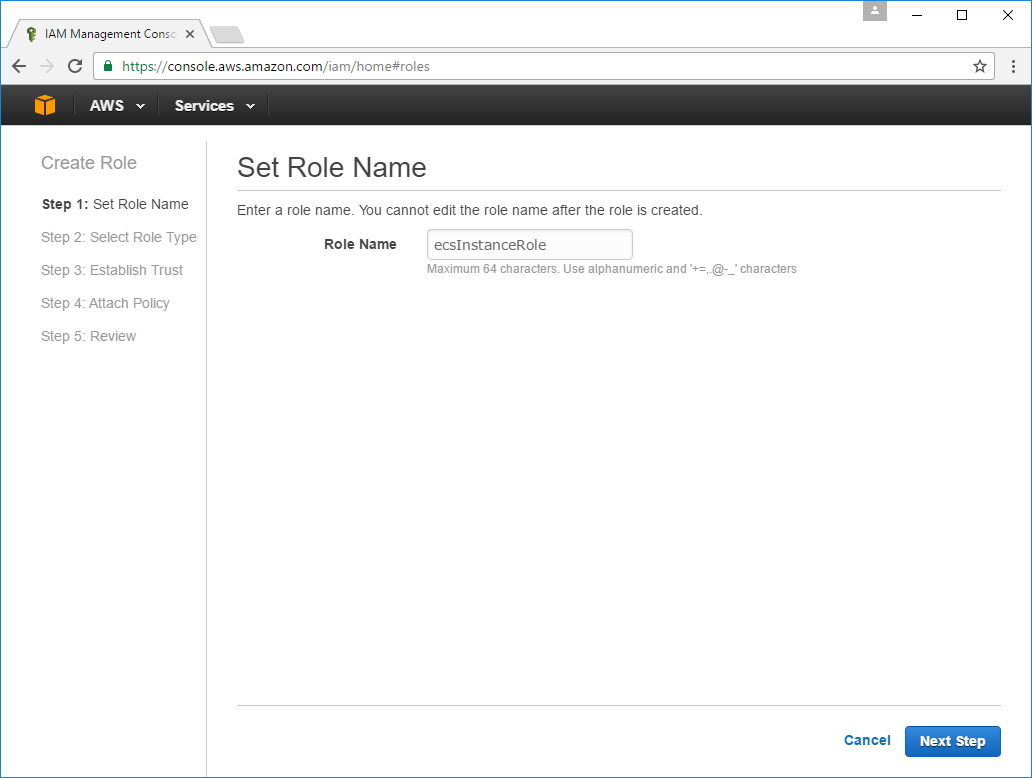 IAM Management Conso
https://console.aws.amazon.com/iam/home#roles
AWS Services
Create Role
Step 1: Set Role Name
Step 2: Select Role Type
Step 3: Establish Trust
Step 4: Attach Policy
Step 5: Review
Set Role Name
Enter a role name. You cannot edit the role name after the role is created.
Role Name ecsInstanceRole
Maximum 64 characters. Use alphanumeric and '+=,.@-_' characters
Cancel Next Step